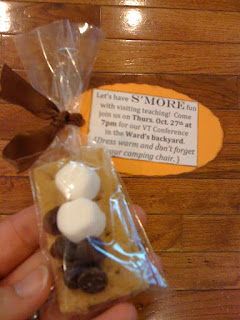 Let's have S'MORE fun
with visiting teaching! Come
join us on Thurs. Oct. 27th at
7pm for our VT Conference
in the Ward's backyard.
(Dress warm and don't forget
your camping chair. )